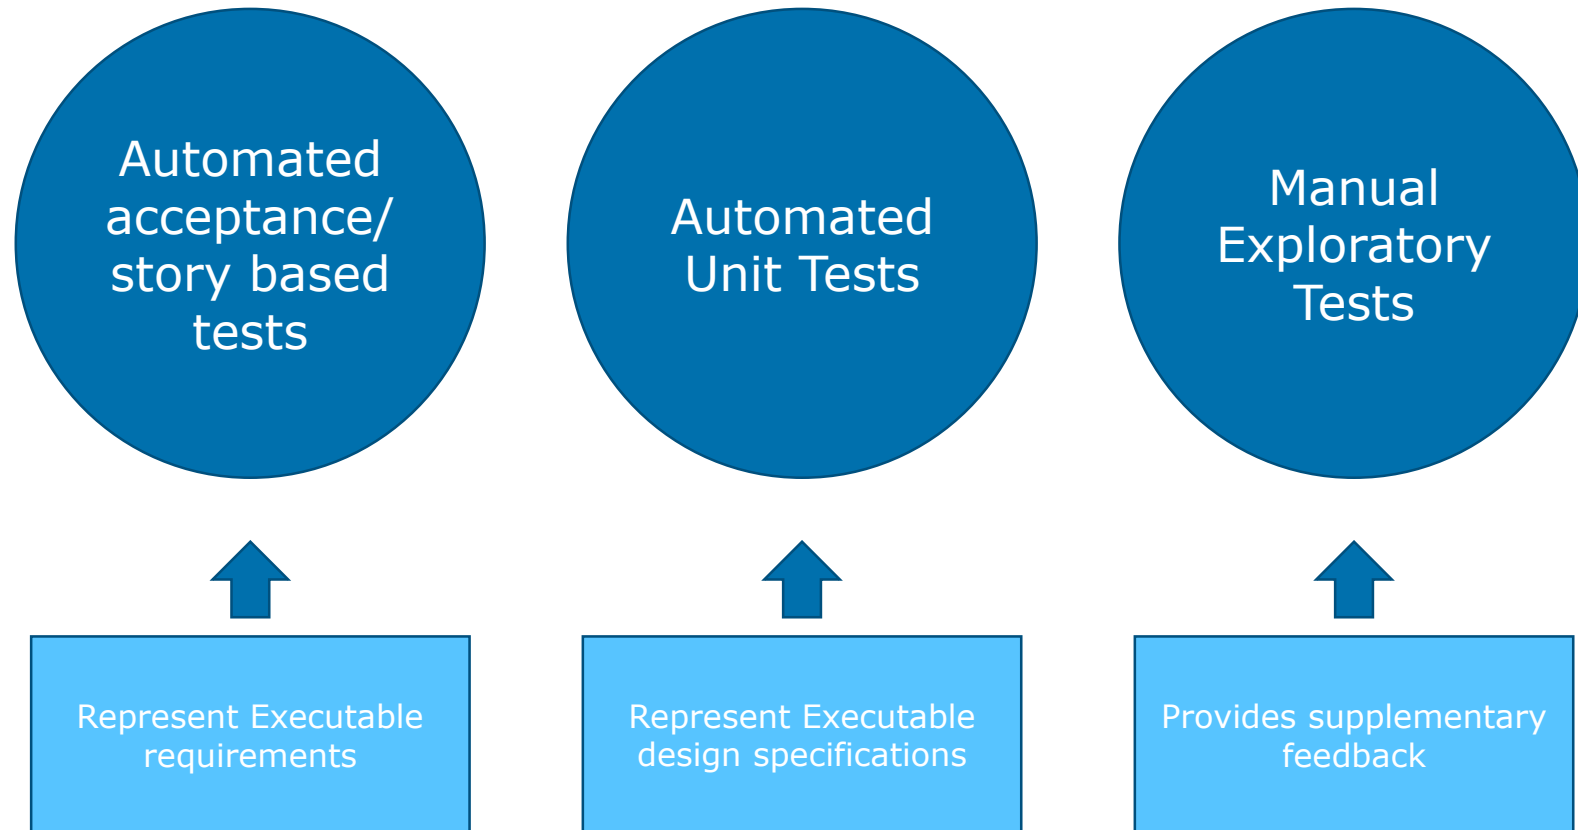 Automated
acceptance/
story based
tests
Automated
Unit Tests
Manual
Exploratory
Tests
Represent Executable
requirements
Represent Executable
design specifications
Provides supplementary
feedback